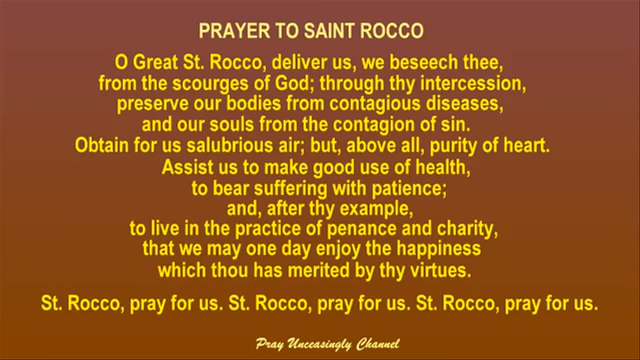 PRAYER TO SAINT ROCCO
O Great St. Rocco, deliver us, we beseech thee,
from the scourges of God; through thy intercession,
preserve our bodies from contagious diseases,
and our souls from the contagion of sin.
Obtain for us salubrious air; but, above all, purity of heart.
Assist us to make good use of health,
to bear suffering with patience;
and, after thy example,
to live in the practice of penance and charity,
that we may one day enjoy the happiness
which thou has merited by thy virtues.
St. Rocco, pray for us. St. Rocco, pray for us. St. Rocco, pray for us.
Pray Unceasingly Channel